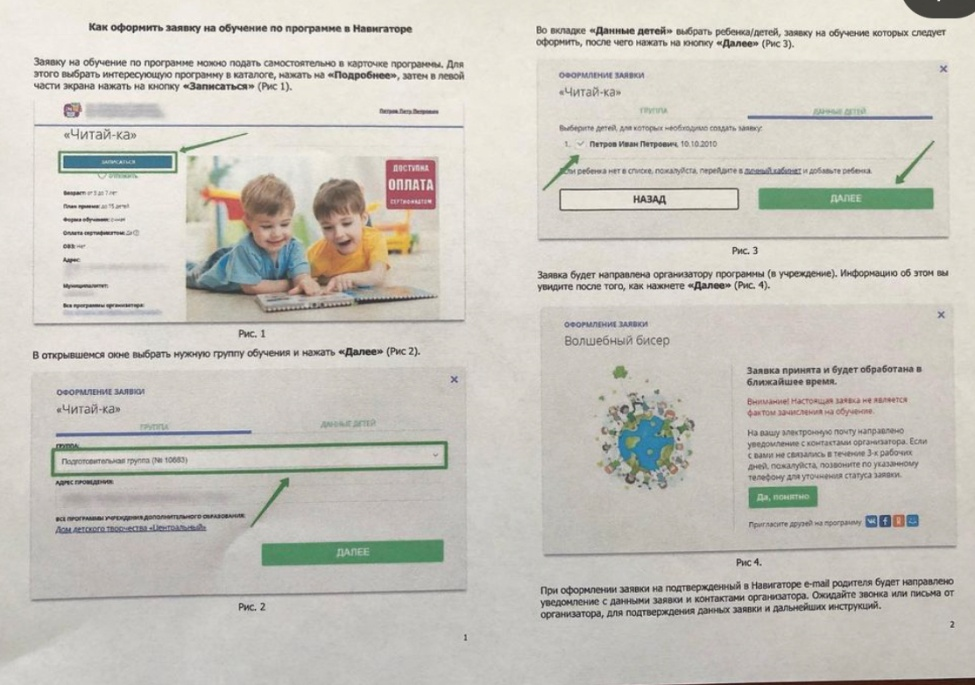 Как оформить заявку на обучение по программе в Навигаторе
Заявку на обучение по программе можно подать самостоятельно в карточке программы. Для
этого выбрать интересующую программу в каталоге, нажать на «Подробнее», затем в левой
части экрана нажать на кнопку «Записаться» (Рис 1).
Петров Петр Петрович
«Читай-ка»
ЗАПИСАТЬСЯ
ОТЛОЖИТЬ
Возраст: от 5 до 7 лет
План приема: до 15 детей
Форма обучения: очная
Оплата сертификатом: Да
ОВЗ: Нет
Адрес:
Муниципалитет:
Все программы организатора:
ДОСТУПНА
ОПЛАТА
СЕРТИФИКАТОМ
Рис. 1
В открывшемся окне выбрать нужную группу обучения и нажать «Далее» (Рис 2).
ОФОРМЛЕНИЕ ЗАЯВКИ
«Читай-ка»
ГРУППА
ДАННЫЕ ДЕТЕЙ
ГРУППА:
Подготовительная группа (№ 10683)
АДРЕС ПРОВЕДЕНИЯ:
ВСЕ ПРОГРАММЫ УЧРЕЖДЕНИЯ ДОПОЛНИТЕЛЬНОГО ОБРАЗОВАНИЯ:
Дом детского творчества «Центральный»
ДАЛЕЕ
Рис. 2
1
Во вкладке «Данные детей» выбрать ребенка/детей, заявку на обучение которых следует
оформить, после чего нажать на кнопку «Далее» (Рис 3).
ОФОРМЛЕНИЕ ЗАЯВКИ
«Читай-ка»
ГРУППА
ДАННЫЕ ДЕТЕЙ
Выберите детей, для которых необходимо создать заявку:
1. Петров Иван Петрович, 10.10.2010
Если ребенка нет в списке, пожалуйста, перейдите в личный кабинет и добавьте ребенка.
НАЗАД
ДАЛЕЕ
Рис. 3
Заявка будет направлена организатору программы (в учреждение). Информацию об этом вы
увидите после того, как нажмете «Далее» (Рис. 4).
ОФОРМЛЕНИЕ ЗАЯВКИ
Волшебный бисер
Заявка принята и будет обработана в
ближайшее время.
Внимание! Настоящая заявка не является
фактом зачисления на обучение.
На вашу электронную почту направлено
уведомление с контактами организатора. Если
с вами не связались в течение 3-х рабочих
дней, пожалуйста, позвоните по указанному
телефону для уточнения статуса заявки.
Да, понятно
Пригласите друзей на программу
Рис 4.
При оформлении заявки на подтвержденный в Навигаторе e-mail родителя будет направлено
уведомление с данными заявки и контактами организатора. Ожидайте звонка или письма от
организатора, для подтверждения данных заявки и дальнейших инструкций.
2